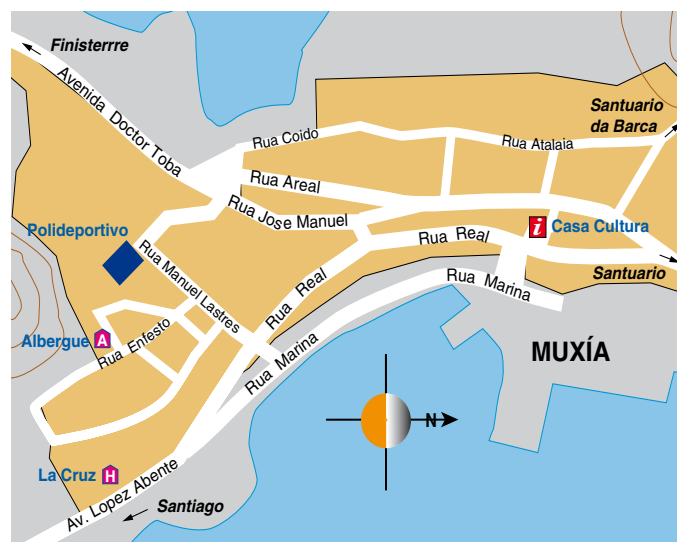 Finisterrre
Avenida Doctor Toba
Santuario
da Barca
Rua Coido
Rua Atalaia
Rua Areal
Rua Jose Manuel
Polideportivo
i
Casa Cultura
Rua Real
Rua Manuel Lastres
Santuario
Rua Real
Rua Marina
Albergue
A
Rua Enfesto
Rua Marina
MUXÍA
N
La Cruz
H
Av. Lopez Abente
Santiago